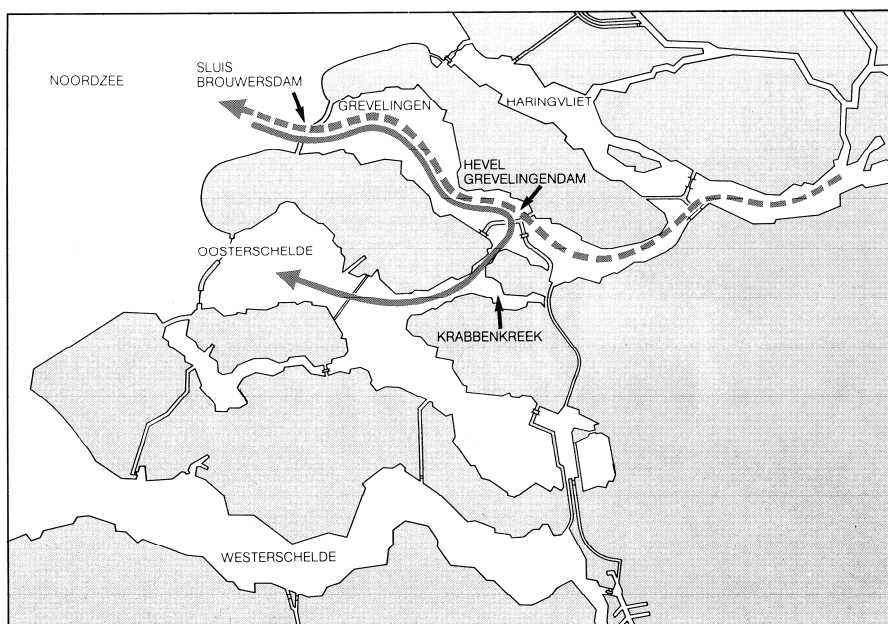 NOORDZEE
SLUIS
BROUWERSDAM
GREVELINGEN
HARINGVLIET
HEVEL
GREVELINGENDAM
OOSTERSCHELDE
KRABBENKREEK
WESTERSCHELDE